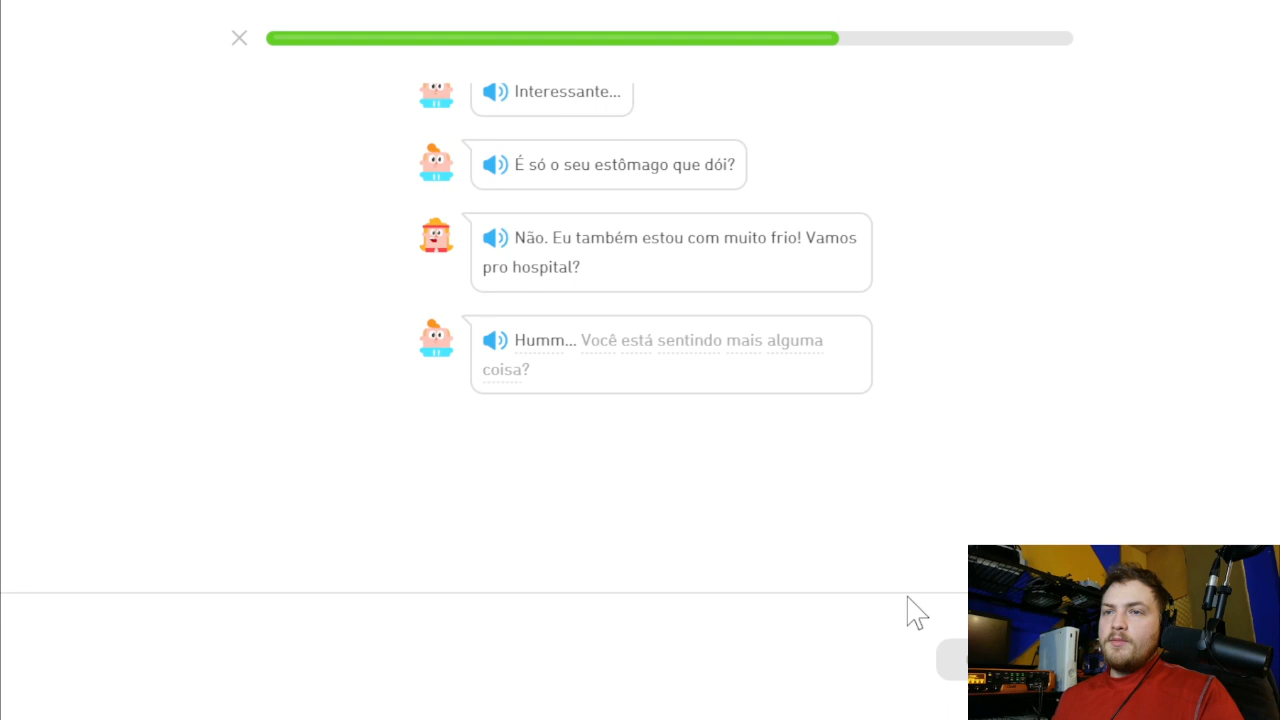 Interessante...
É só o seu estômago que dói?
Não. Eu também estou com muito frio! Vamos
pro hospital?
Humm... Você está sentindo mais alguma
coisa?